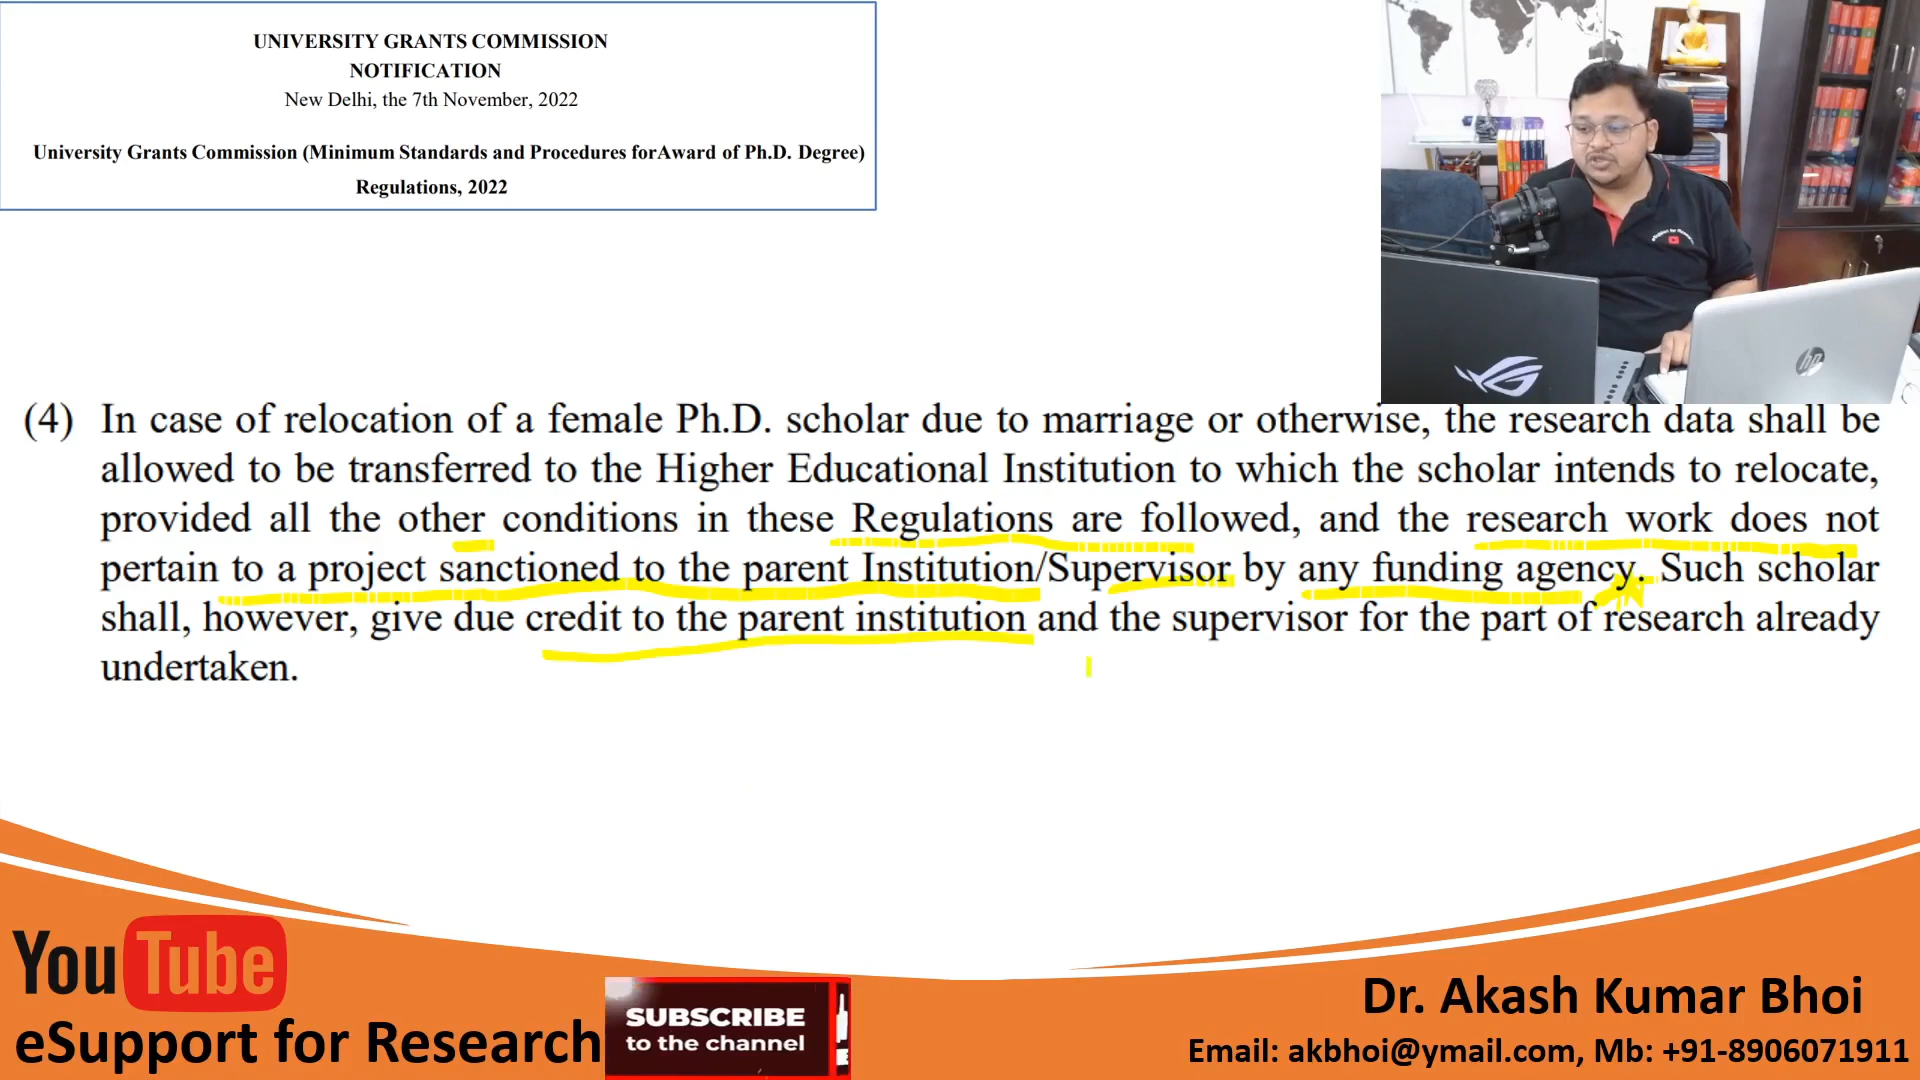 UNIVERSITY GRANTS COMMISSION
NOTIFICATION
New Delhi, the 7th November, 2022
University Grants Commission (Minimum Standards and Procedures forAward of Ph.D. Degree)
Regulations, 2022
(4) In case of relocation of a female Ph.D. scholar due to marriage or otherwise, the research data shall be
allowed to be transferred to the Higher Educational Institution to which the scholar intends to relocate,
provided all the other conditions in these Regulations are followed, and the research work does not
pertain to a project sanctioned to the parent Institution/Supervisor by any funding agency. Such scholar
shall, however, give due credit to the parent institution and the supervisor for the part of research already
undertaken.
hp
YouTube
eSupport for Research
SUBSCRIBE
to the channel
Dr. Akash Kumar Bhoi
Email: akbhoi@ymail.com, Mb: +91-8906071911